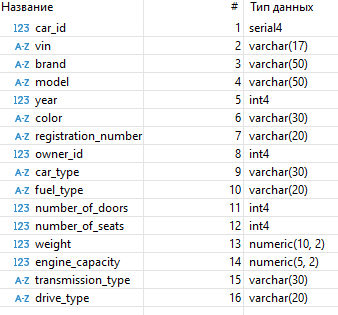 Название # Тип данных
123 car_id 1 serial4
A-Z vin 2 varchar(17)
A-Z brand 3 varchar(50)
A-Z model 4 varchar(50)
123 year 5 int4
A-Z color 6 varchar(30)
A-Z registration_number 7 varchar(20)
123 owner_id 8 int4
A-Z car_type 9 varchar(30)
A-Z fuel_type 10 varchar(20)
123 number_of_doors 11 int4
123 number_of_seats 12 int4
123 weight 13 numeric(10, 2)
123 engine_capacity 14 numeric(5, 2)
A-Z transmission_type 15 varchar(30)
A-Z drive_type 16 varchar(20)